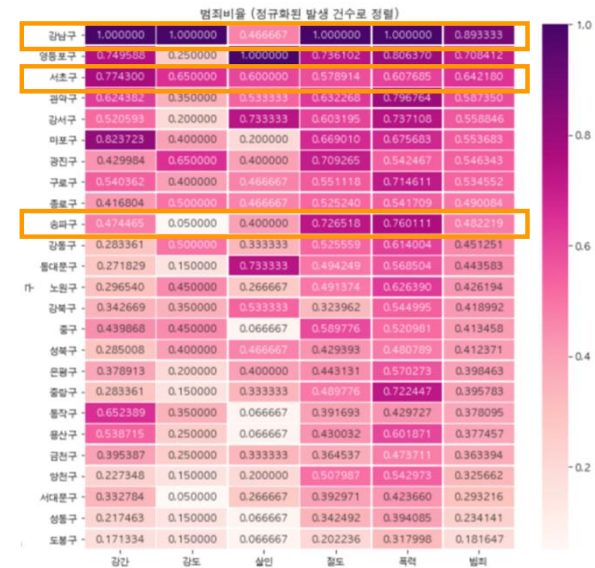 범죄비율 (정규화된 발생 건수로 정렬)
강남구 1.000000 1.000000 0.466667 1.000000 1.000000 0.893333
영등포구 0.749588 0.250000 1.000000 0.736102 0.806370 0.708412
서초구 0.774300 0.650000 0.600000 0.578914 0.607685 0.642180
관악구 0.624382 0.350000 0.533333 0.632268 0.796764 0.587350
강서구 0.520593 0.200000 0.733333 0.603195 0.737108 0.558846
마포구 0.823723 0.400000 0.200000 0.669010 0.675683 0.553683
광진구 0.429984 0.650000 0.400000 0.709265 0.542467 0.546343
구로구 0.540362 0.400000 0.466667 0.551118 0.714611 0.534552
종로구 0.416804 0.500000 0.466667 0.525240 0.541709 0.490084
송파구 0.474465 0.050000 0.400000 0.726518 0.760111 0.482219
강동구 0.283361 0.500000 0.333333 0.525559 0.614004 0.451251
동대문구 0.271829 0.150000 0.733333 0.494249 0.568504 0.443583
노원구 0.296540 0.450000 0.266667 0.491374 0.626390 0.426194
강북구 0.342669 0.350000 0.533333 0.323962 0.544995 0.418992
중구 0.439868 0.450000 0.066667 0.589776 0.520981 0.413458
성북구 0.285008 0.400000 0.466667 0.429393 0.480789 0.412371
은평구 0.378913 0.200000 0.400000 0.443131 0.570273 0.398463
중랑구 0.283361 0.150000 0.333333 0.489776 0.722447 0.395783
동작구 0.652389 0.350000 0.066667 0.391693 0.429727 0.378095
용산구 0.538715 0.250000 0.066667 0.430032 0.601871 0.377457
금천구 0.395387 0.250000 0.333333 0.364537 0.473711 0.363394
양천구 0.227348 0.150000 0.200000 0.507987 0.542973 0.325662
서대문구 0.332784 0.050000 0.266667 0.392971 0.423660 0.293216
성동구 0.217463 0.150000 0.066667 0.342492 0.394085 0.234141
도봉구 0.171334 0.150000 0.066667 0.202236 0.317998 0.181647
강간 강도 살인 절도 폭력 범죄
1.0
0.8
0.6
0.4
0.2